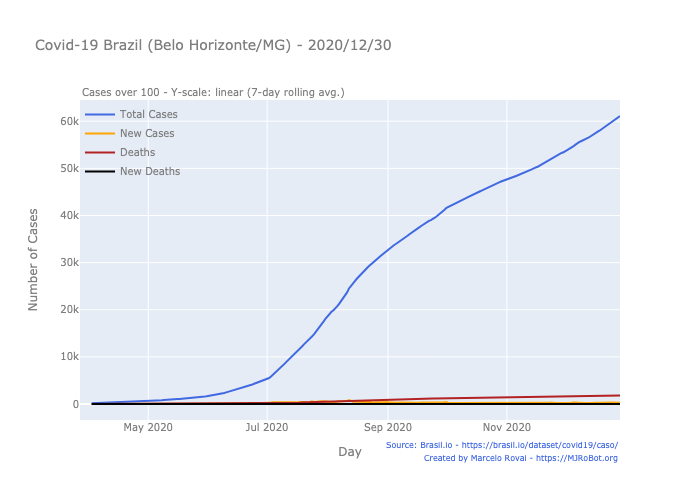 Covid-19 Brazil (Belo Horizonte/MG) - 2020/12/30
Cases over 100 - Y-scale: linear (7-day rolling avg.)
Total Cases
New Cases
Deaths
New Deaths
60k
50k
40k
30k
20k
10k
0
Number of Cases
May 2020
Jul 2020
Sep 2020
Nov 2020
Day
Source: Brasil.io - https://brasil.io/dataset/covid19/caso/
Created by Marcelo Rovai - https://MJRoBot.org